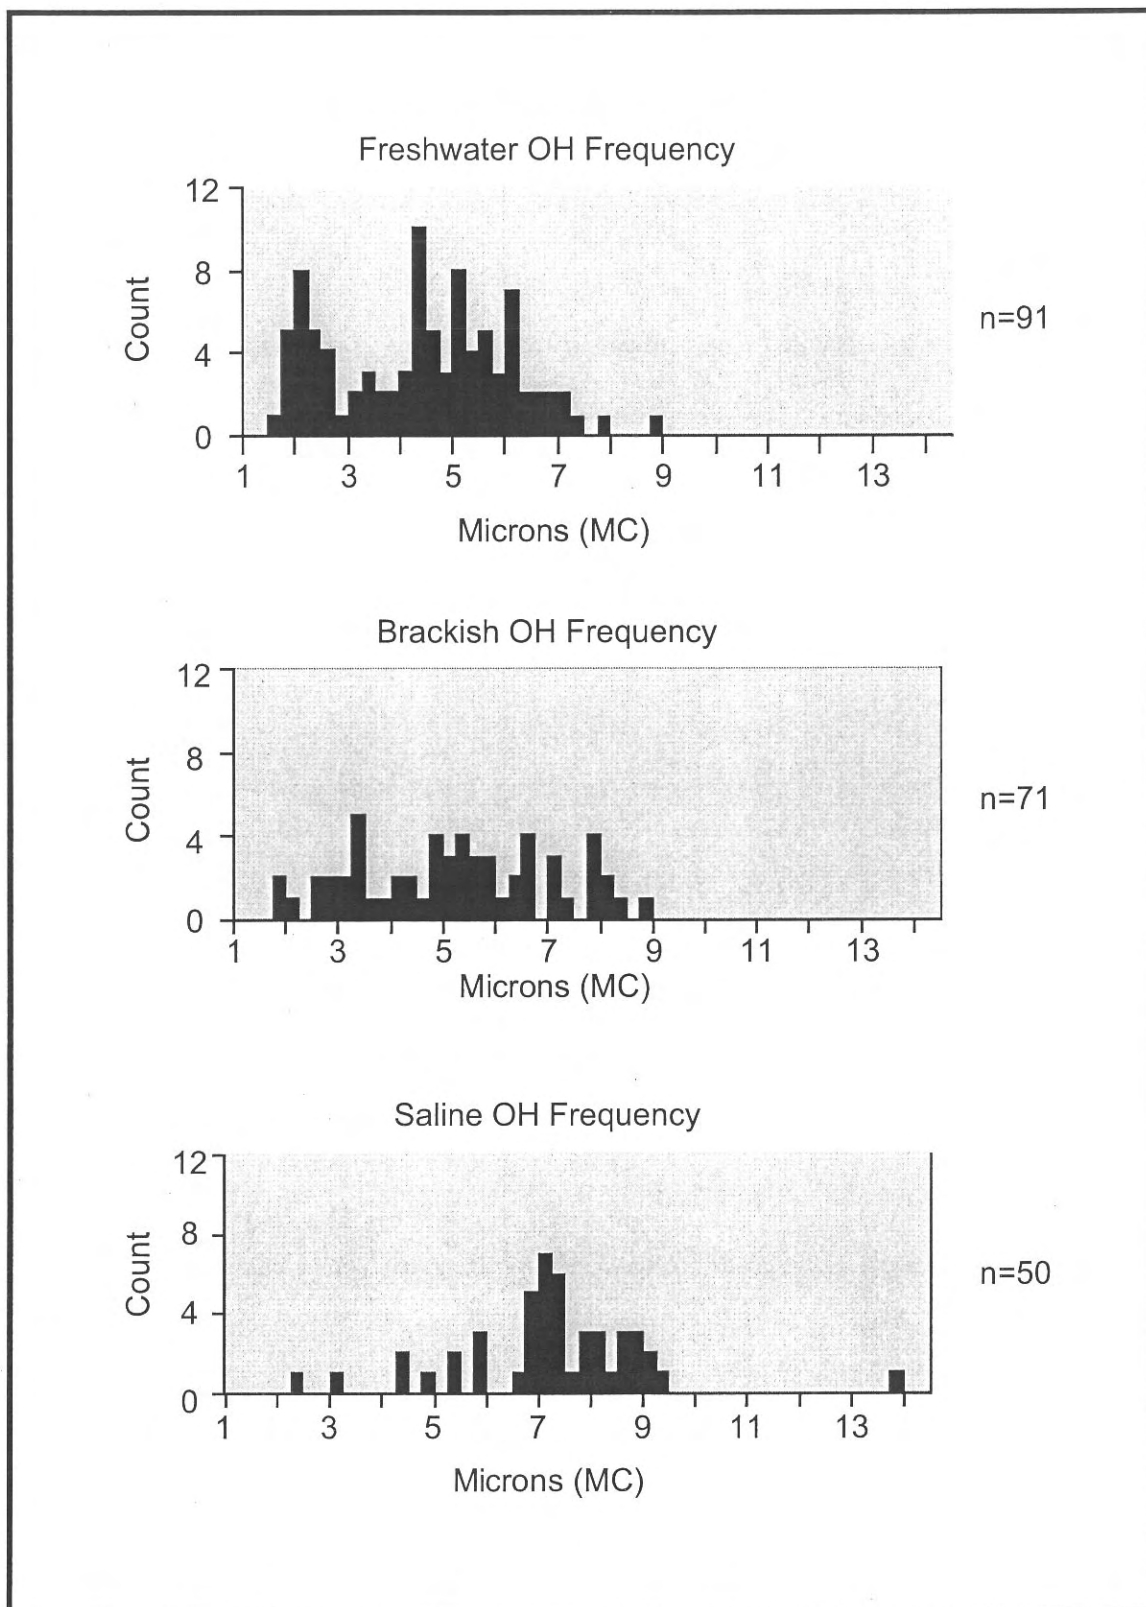 Freshwater OH Frequency
12
8
4
0
Count
1 3 5 7 9 11 13
Microns (MC)
n=91
Brackish OH Frequency
12
8
4
0
Count
1 3 5 7 9 11 13
Microns (MC)
n=71
Saline OH Frequency
12
8
4
0
Count
1 3 5 7 9 11 13
Microns (MC)
n=50